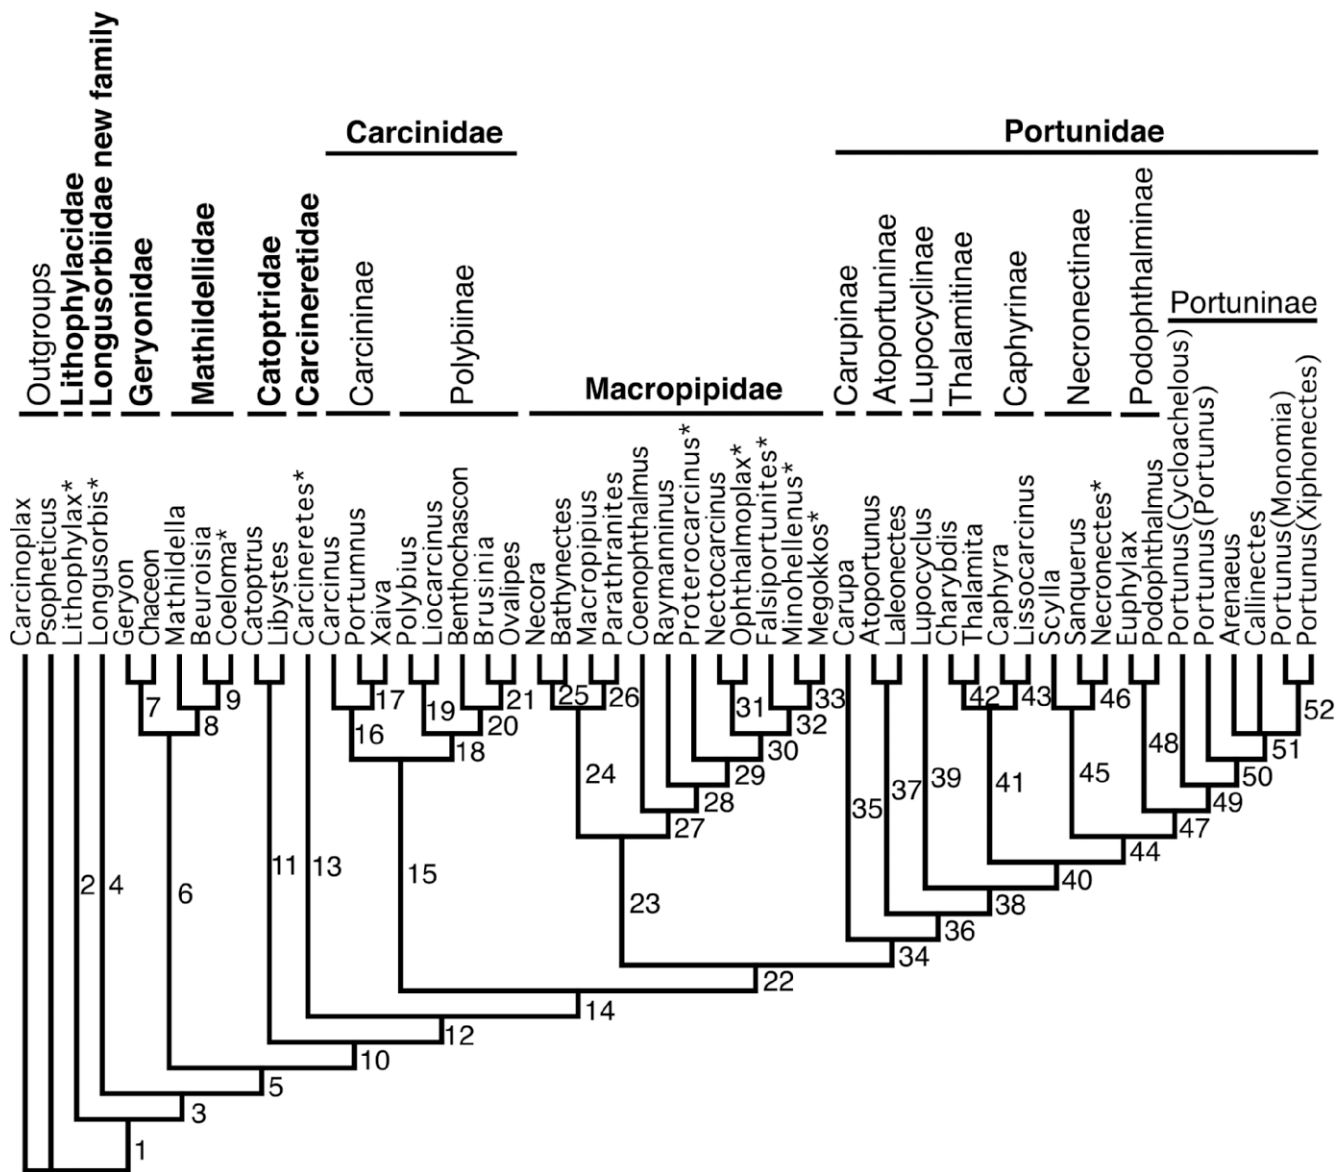 Carcinidae
Portunidae
Outgroups
Lithophylacidae
Longusorbiidae new family
Geryonidae
Mathildellidae
Catoptridae
Carcineretidae
Carcininae
Polybiinae
Macropipidae
Carupinae
Atoportuninae
Lupocyclinae
Thalamitinae
Caphyrinae
Necronectinae
Podophthalminae
Portuninae
Carcinoplax
Psopheticus
Lithophylax*
Longusorbis*
Geryon
Chaceon
Mathildella
Beuroisia
Coeloma*
Catoptrus
Libystes
Carcineretes*
Carcinus
Portumnus
Xaiva
Polybius
Liocarcinus
Benthochascon
Brusinia
Ovalipes
Necora
Bathynectes
Macropipius
Parathranites
Coenophthalmus
Raymanninus
Proterocarcinus*
Nectocarcinus
Ophthalmoplax*
Falsiportunites*
Minohellenus*
Megokkos*
Carupa
Atoportunus
Laleonectes
Lupocyclus
Charybdis
Thalamita
Caphyra
Lissocarcinus
Scylla
Sanquerus
Necronectes*
Euphylax
Podophthalmus
Portunus(Cycloachelous)
Portunus(Portunus)
Arenaeus
Callinectes
Portunus(Monomia)
Portunus(Xiphonectes)
7 9 17 19 21 25 26 31 33 42 43 46 52
8 16 18 20 32 48 51
24 30 41 45 50
29 49
28 37 39
27 35 47
11 13 15 44
2 4 6 40
23 38
36
34
22
14
12
10
5
3
1